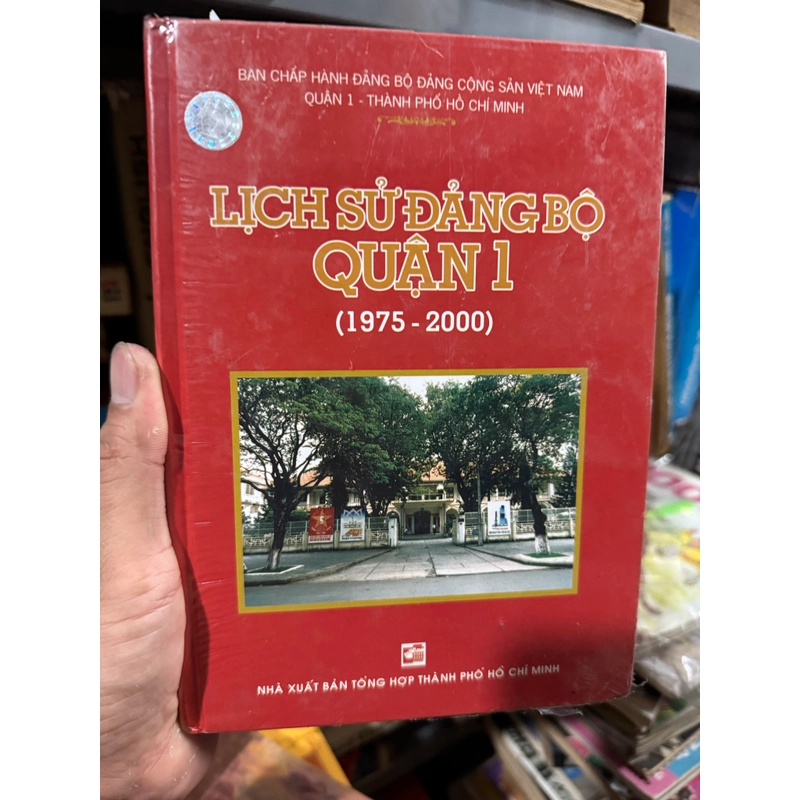 BAN CHẤP HÀNH ĐẢNG BỘ ĐẢNG CỘNG SẢN VIỆT NAM
QUẬN 1 - THÀNH PHỐ HỒ CHÍ MINH
LỊCH SỬ ĐẢNG BỘ
QUẬN 1
(1975 - 2000)
NHÀ XUẤT BẢN TỔNG HỢP THÀNH PHỐ HỒ CHÍ MINH